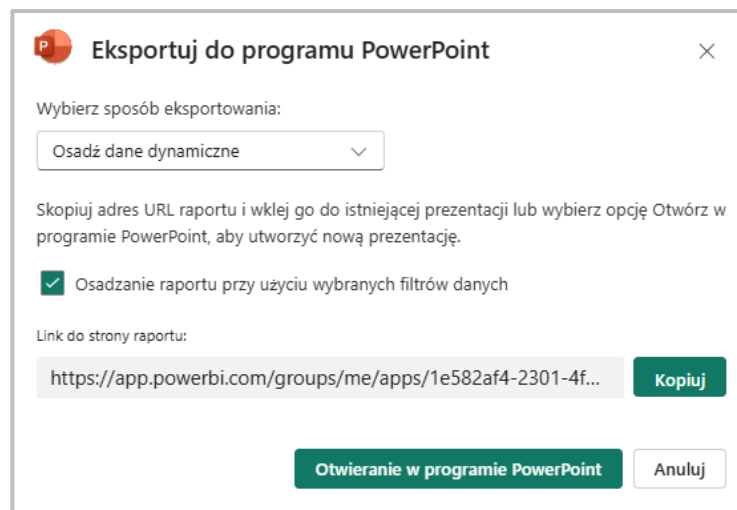 P
Eksportuj do programu PowerPoint
Wybierz sposób eksportowania:
Osadź dane dynamiczne
Skopiuj adres URL raportu i wklej go do istniejącej prezentacji lub wybierz opcję Otwórz w
programie PowerPoint, aby utworzyć nową prezentację.
Osadzanie raportu przy użyciu wybranych filtrów danych
Link do strony raportu:
https://app.powerbi.com/groups/me/apps/1e582af4-2301-4f...
Kopiuj
Otwieranie w programie PowerPoint
Anuluj